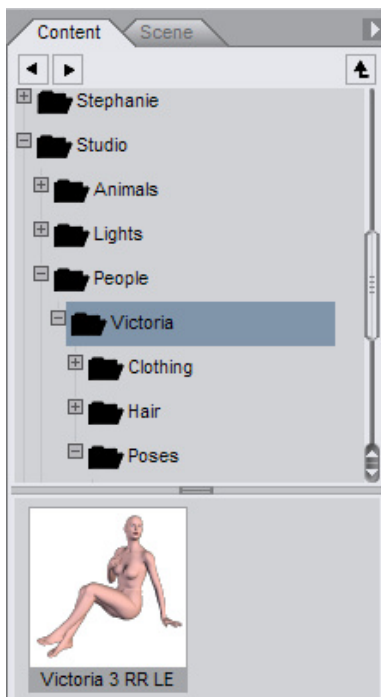 Content Scene
Stephanie
Studio
Animals
Lights
People
Victoria
Clothing
Hair
Poses
Victoria 3 RR LE